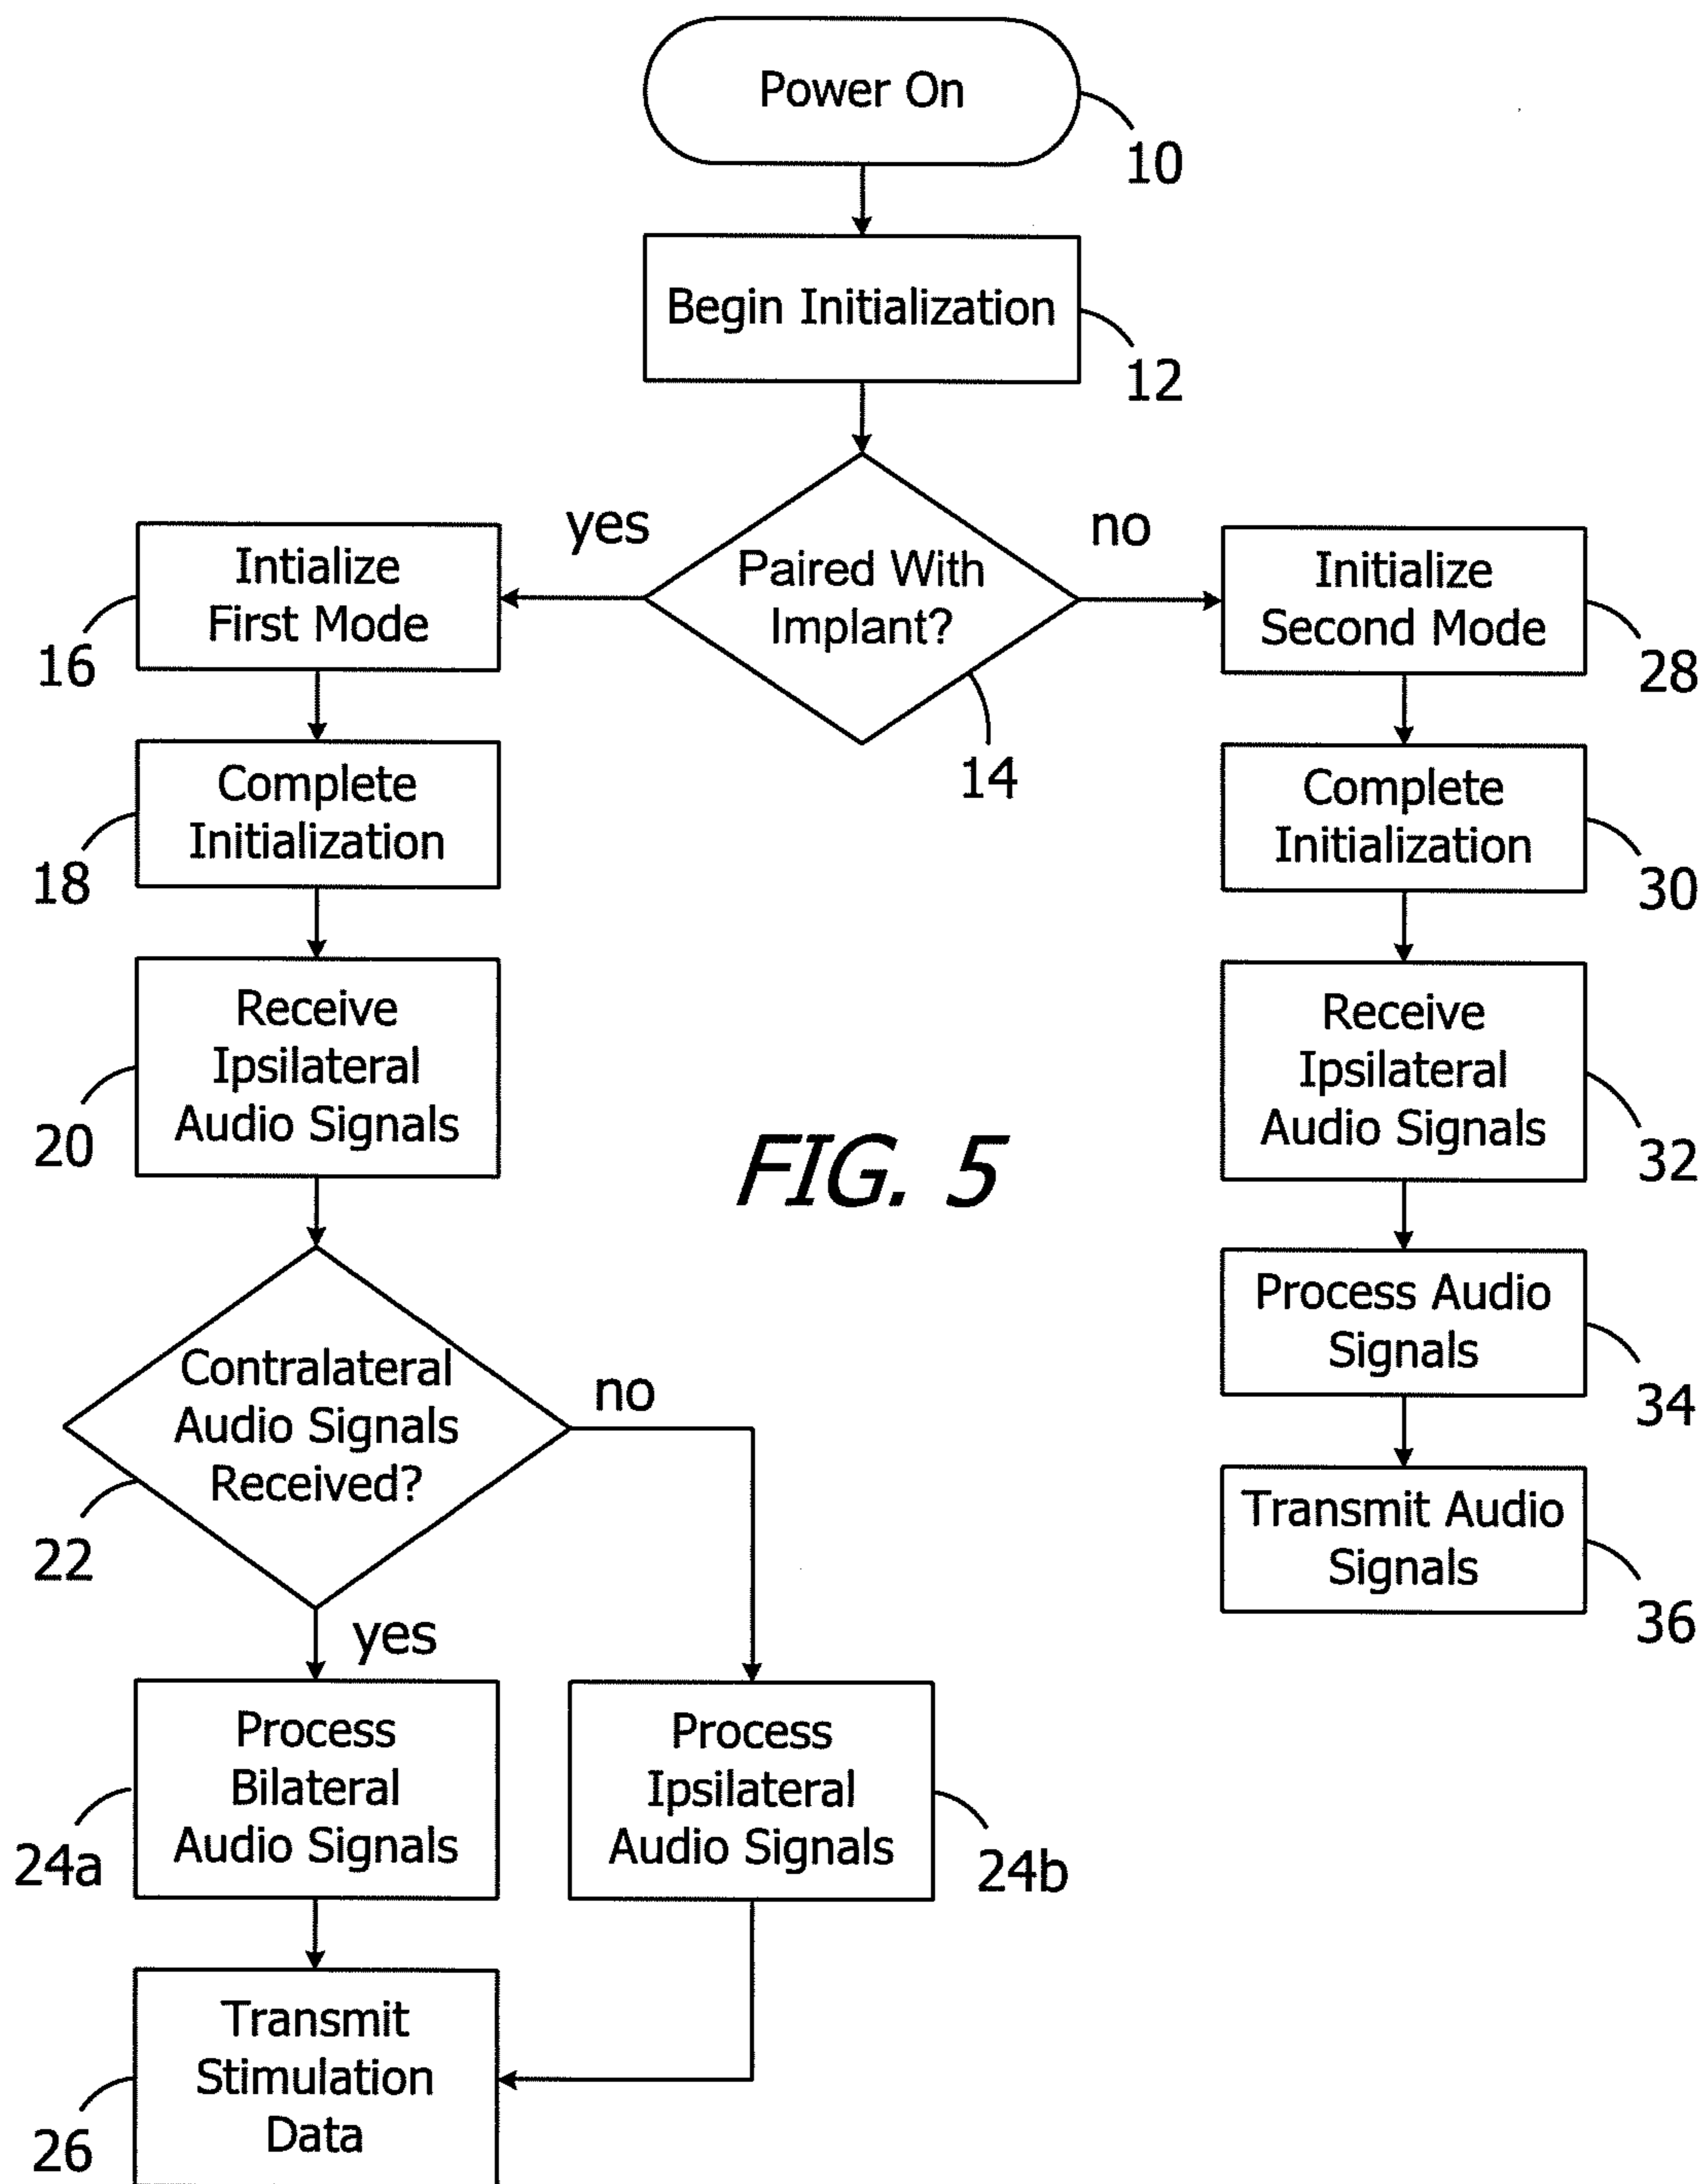 Power On
10
Begin Initialization
12
yes
no
Paired With
Implant?
14
Intialize
First Mode
16
Complete
Initialization
18
Receive
Ipsilateral
Audio Signals
20
Contralateral
Audio Signals
Received?
22
no
yes
Process
Bilateral
Audio Signals
24a
Process
Ipsilateral
Audio Signals
24b
Transmit
Stimulation
Data
26
Initialize
Second Mode
28
Complete
Initialization
30
Receive
Ipsilateral
Audio Signals
32
Process Audio
Signals
34
Transmit Audio
Signals
36
FIG. 5